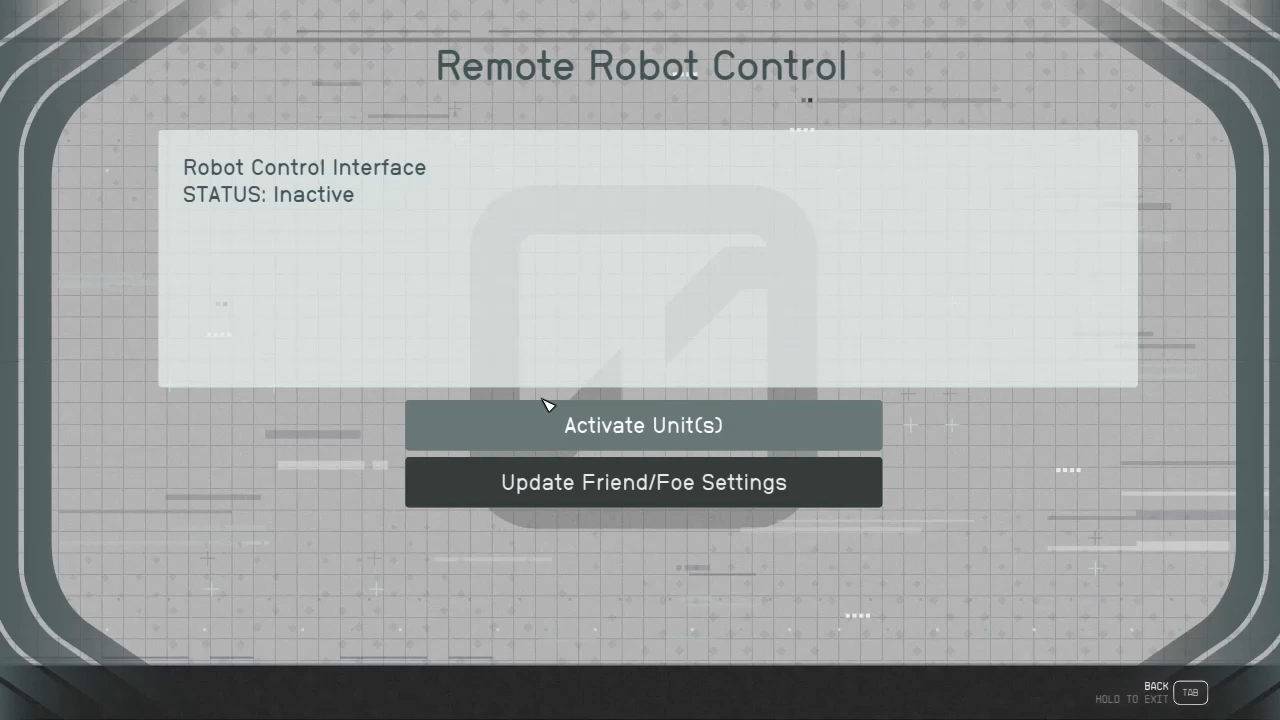 Remote Robot Control
Robot Control Interface
STATUS: Inactive
Activate Unit(s)
Update Friend/Foe Settings
BACK
HOLD TO EXIT
TAB